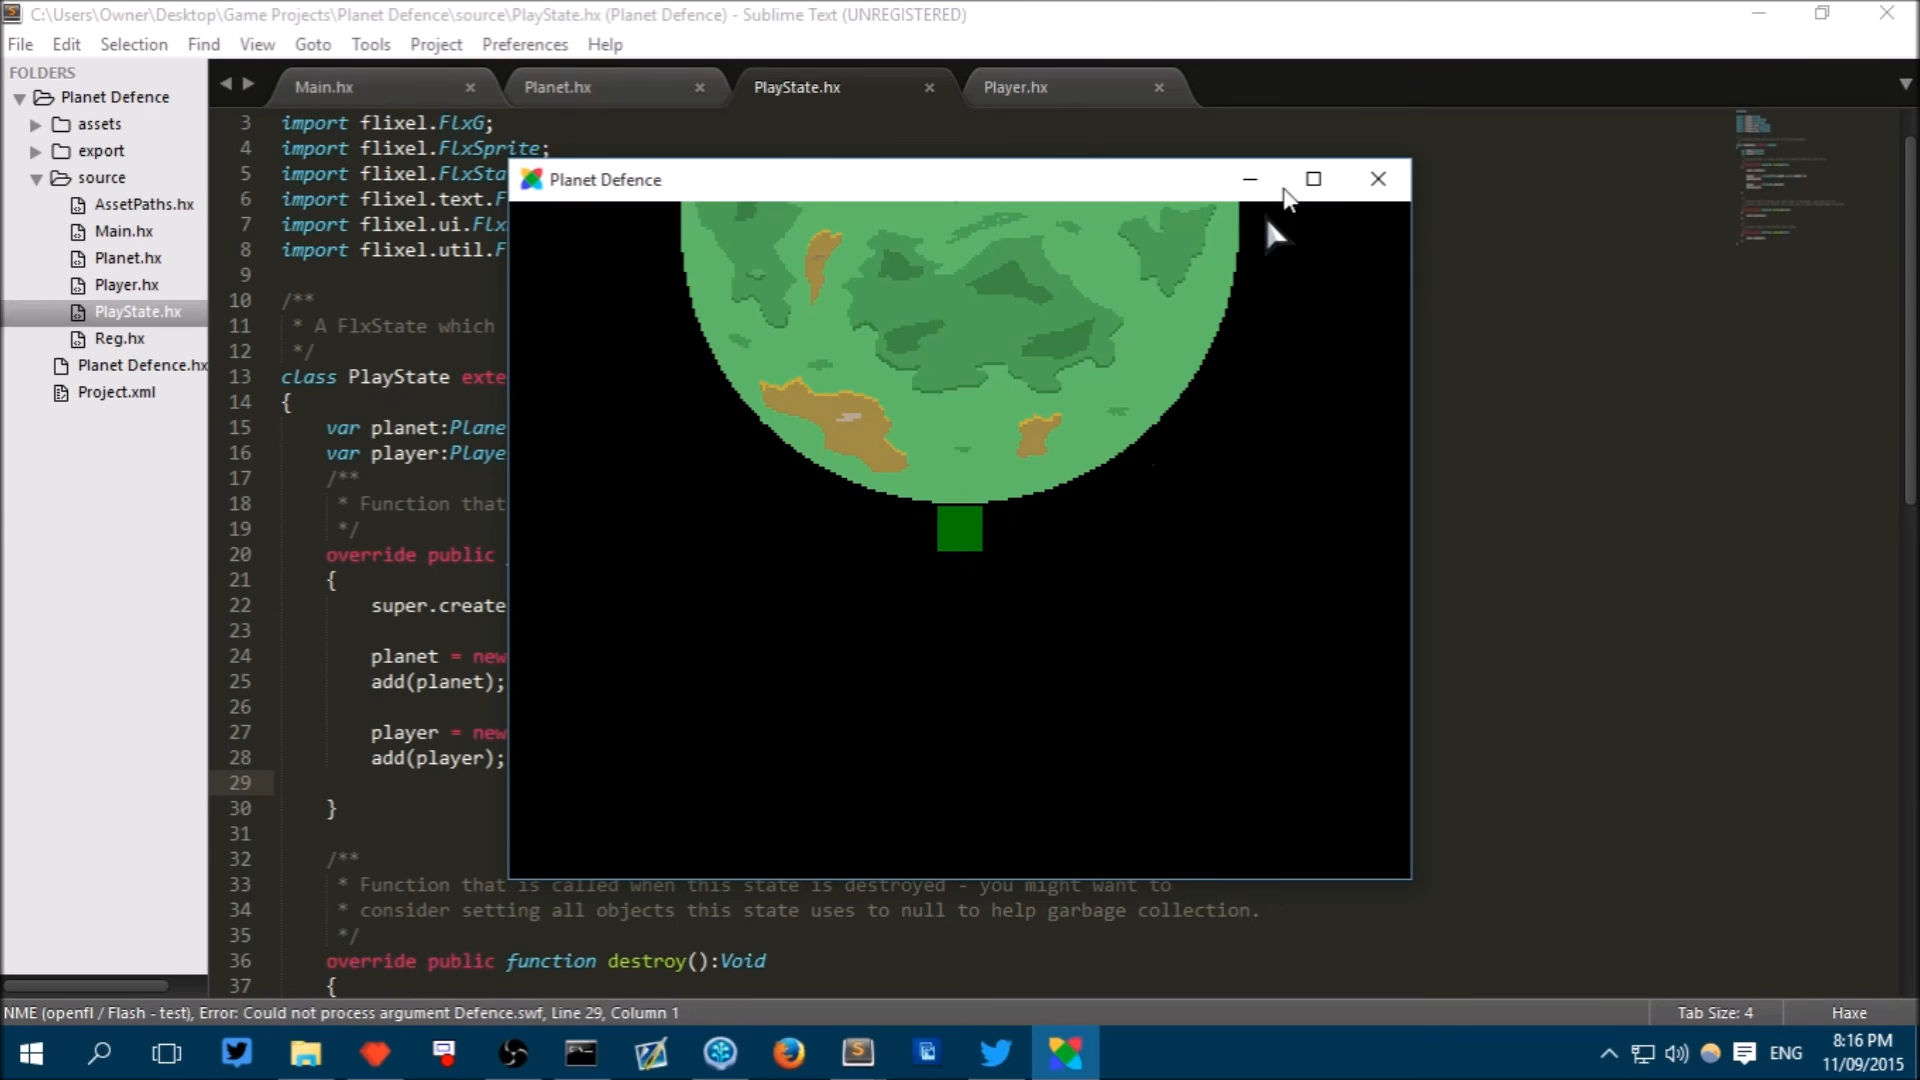 C:\Users\Owner\Desktop\Game Projects\Planet Defence\source\PlayState.hx (Planet Defence) - Sublime Text (UNREGISTERED)
File Edit Selection Find View Goto Tools Project Preferences Help
FOLDERS
Planet Defence
assets
export
source
AssetPaths.hx
Main.hx
Planet.hx
Player.hx
PlayState.hx
Reg.hx
Planet Defence.hx
Project.xml
Main.hx Planet.hx PlayState.hx Player.hx
3 import flixel.FlxG;
4 import flixel.FlxSprite;
5 import flixel.FlxSta
6 import flixel.text.F
7 import flixel.ui.Flx
8 import flixel.util.F
9
10 /**
11 * A FlxState which
12 */
13 class PlayState exte
14 {
15 var planet:Plane
16 var player:Playe
17 /**
18 * Function that
19 */
20 override public
21 {
22 super.create
23
24 planet = new
25 add(planet);
26
27 player = new
28 add(player);
29
30 }
31
32 /**
33 * Function that is called when this state is destroyed - you might want to
34 * consider setting all objects this state uses to null to help garbage collection.
35 */
36 override public function destroy():Void
37 {
Planet Defence
NME (openfl / Flash - test), Error: Could not process argument Defence.swf, Line 29, Column 1
Tab Size: 4
Haxe
ENG
8:16 PM
11/09/2015